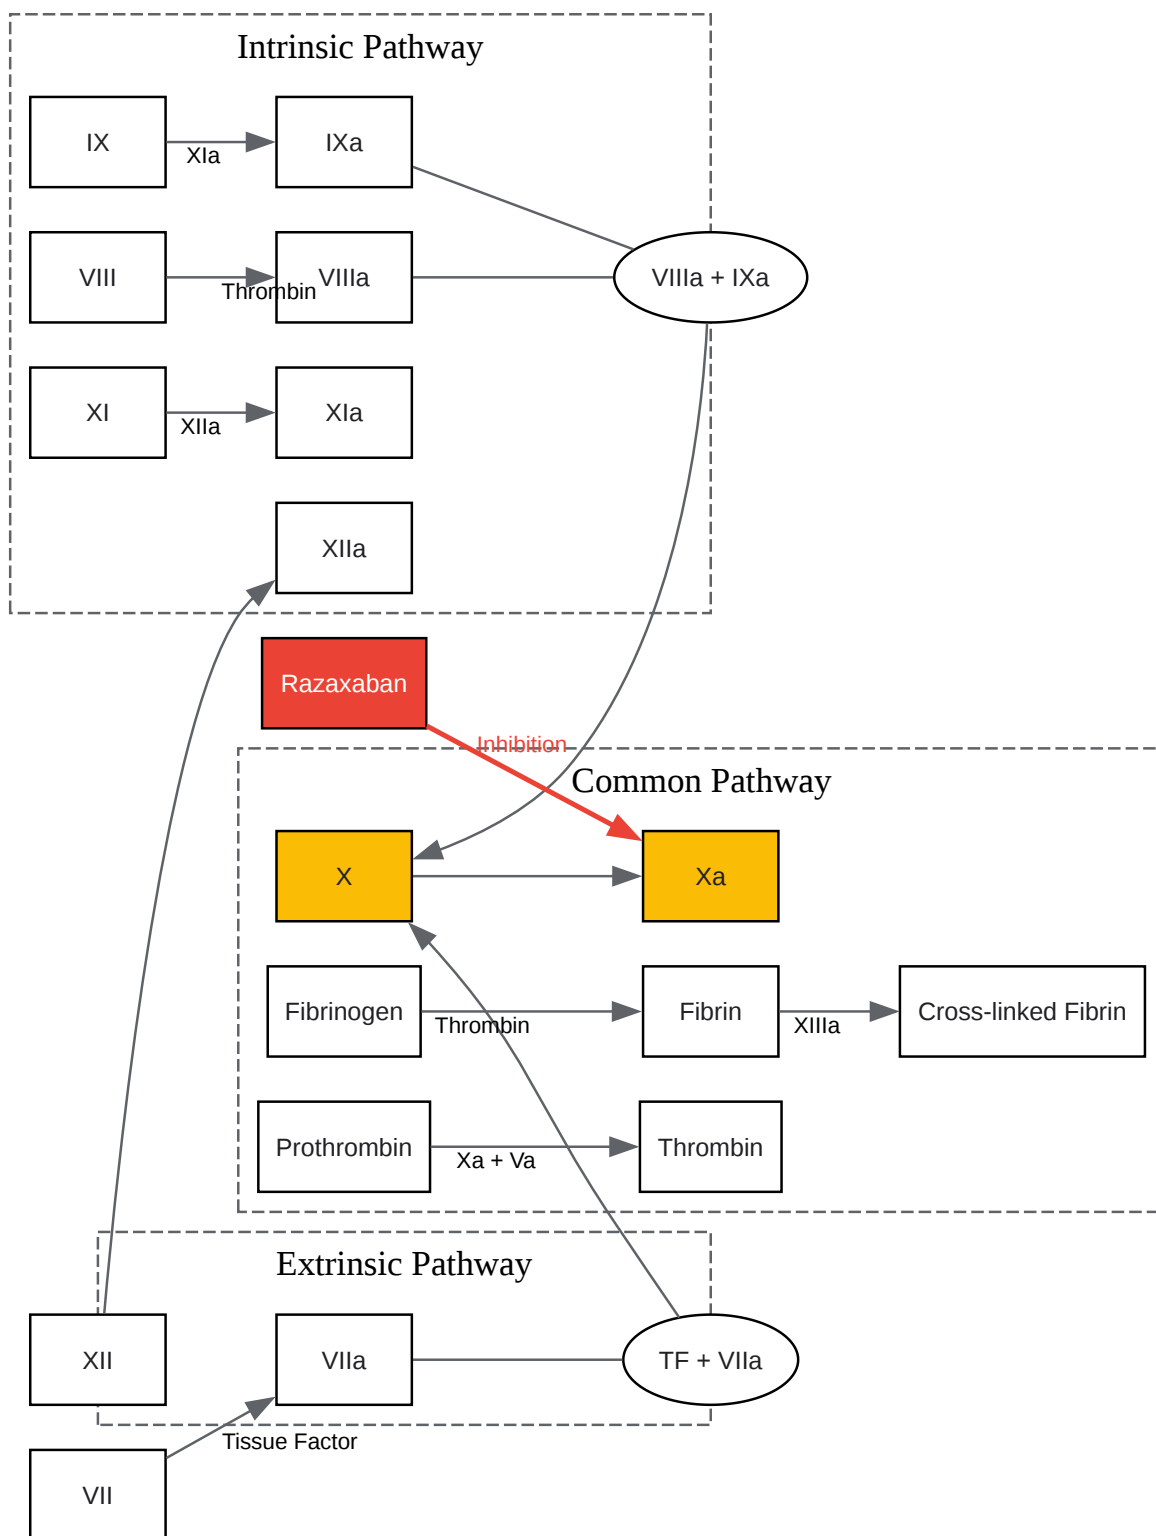 Intrinsic Pathway
IX
XIa
IXa
VIII
Thrombin
VIIIa
VIIIa + IXa
XI
XIIa
XIa
XIIa
Razaxaban
Inhibition
Common Pathway
X
Xa
Fibrinogen
Thrombin
Fibrin
XIIIa
Cross-linked Fibrin
Prothrombin
Xa + Va
Thrombin
Extrinsic Pathway
XII
VIIa
TF + VIIa
Tissue Factor
VII